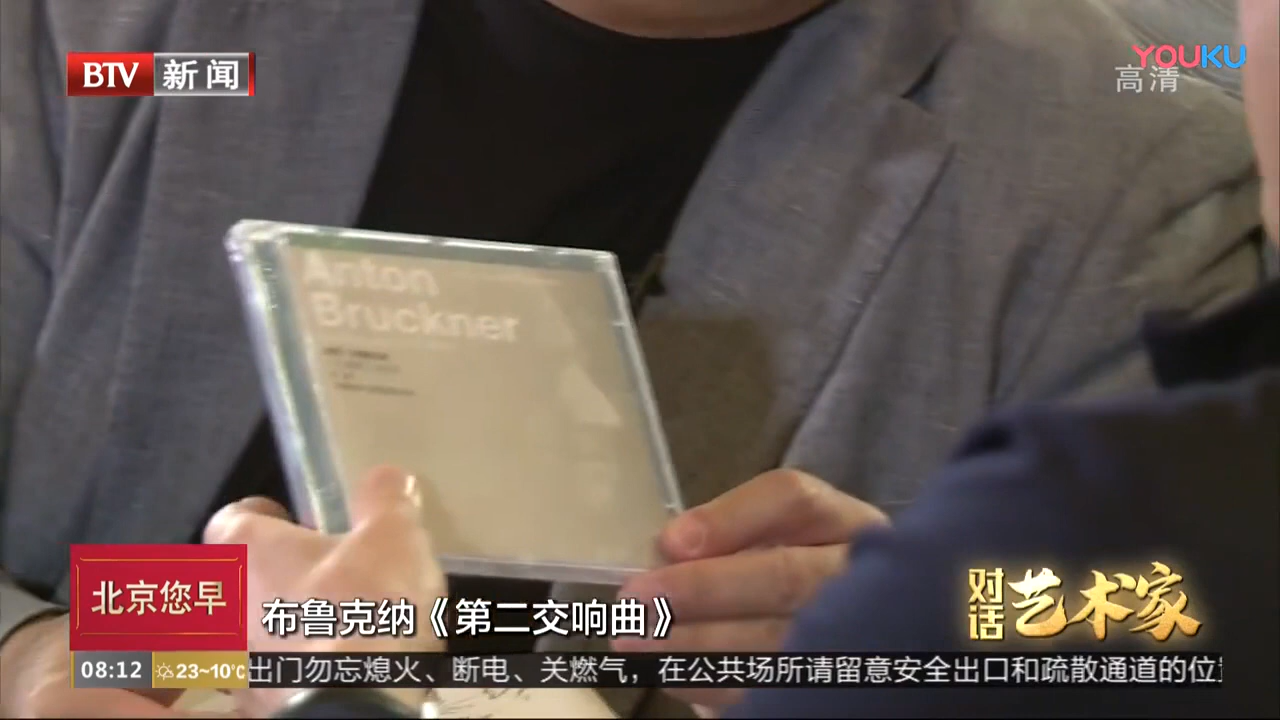 BTV 新闻
YOUKU
高清
Anton
Bruckner
北京您早
布鲁克纳《第二交响曲》
对话艺术家
08:12
23~10℃
出门勿忘熄火、断电、关燃气，在公共场所请留意安全出口和疏散通道的位